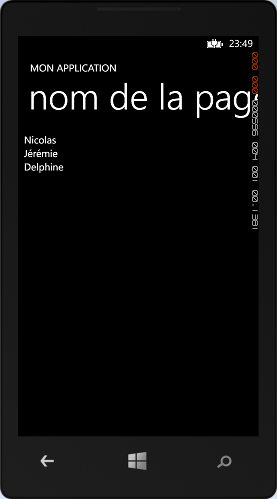 23:49
MON APPLICATION
nom de la pag
Nicolas
Jérémie
Delphine